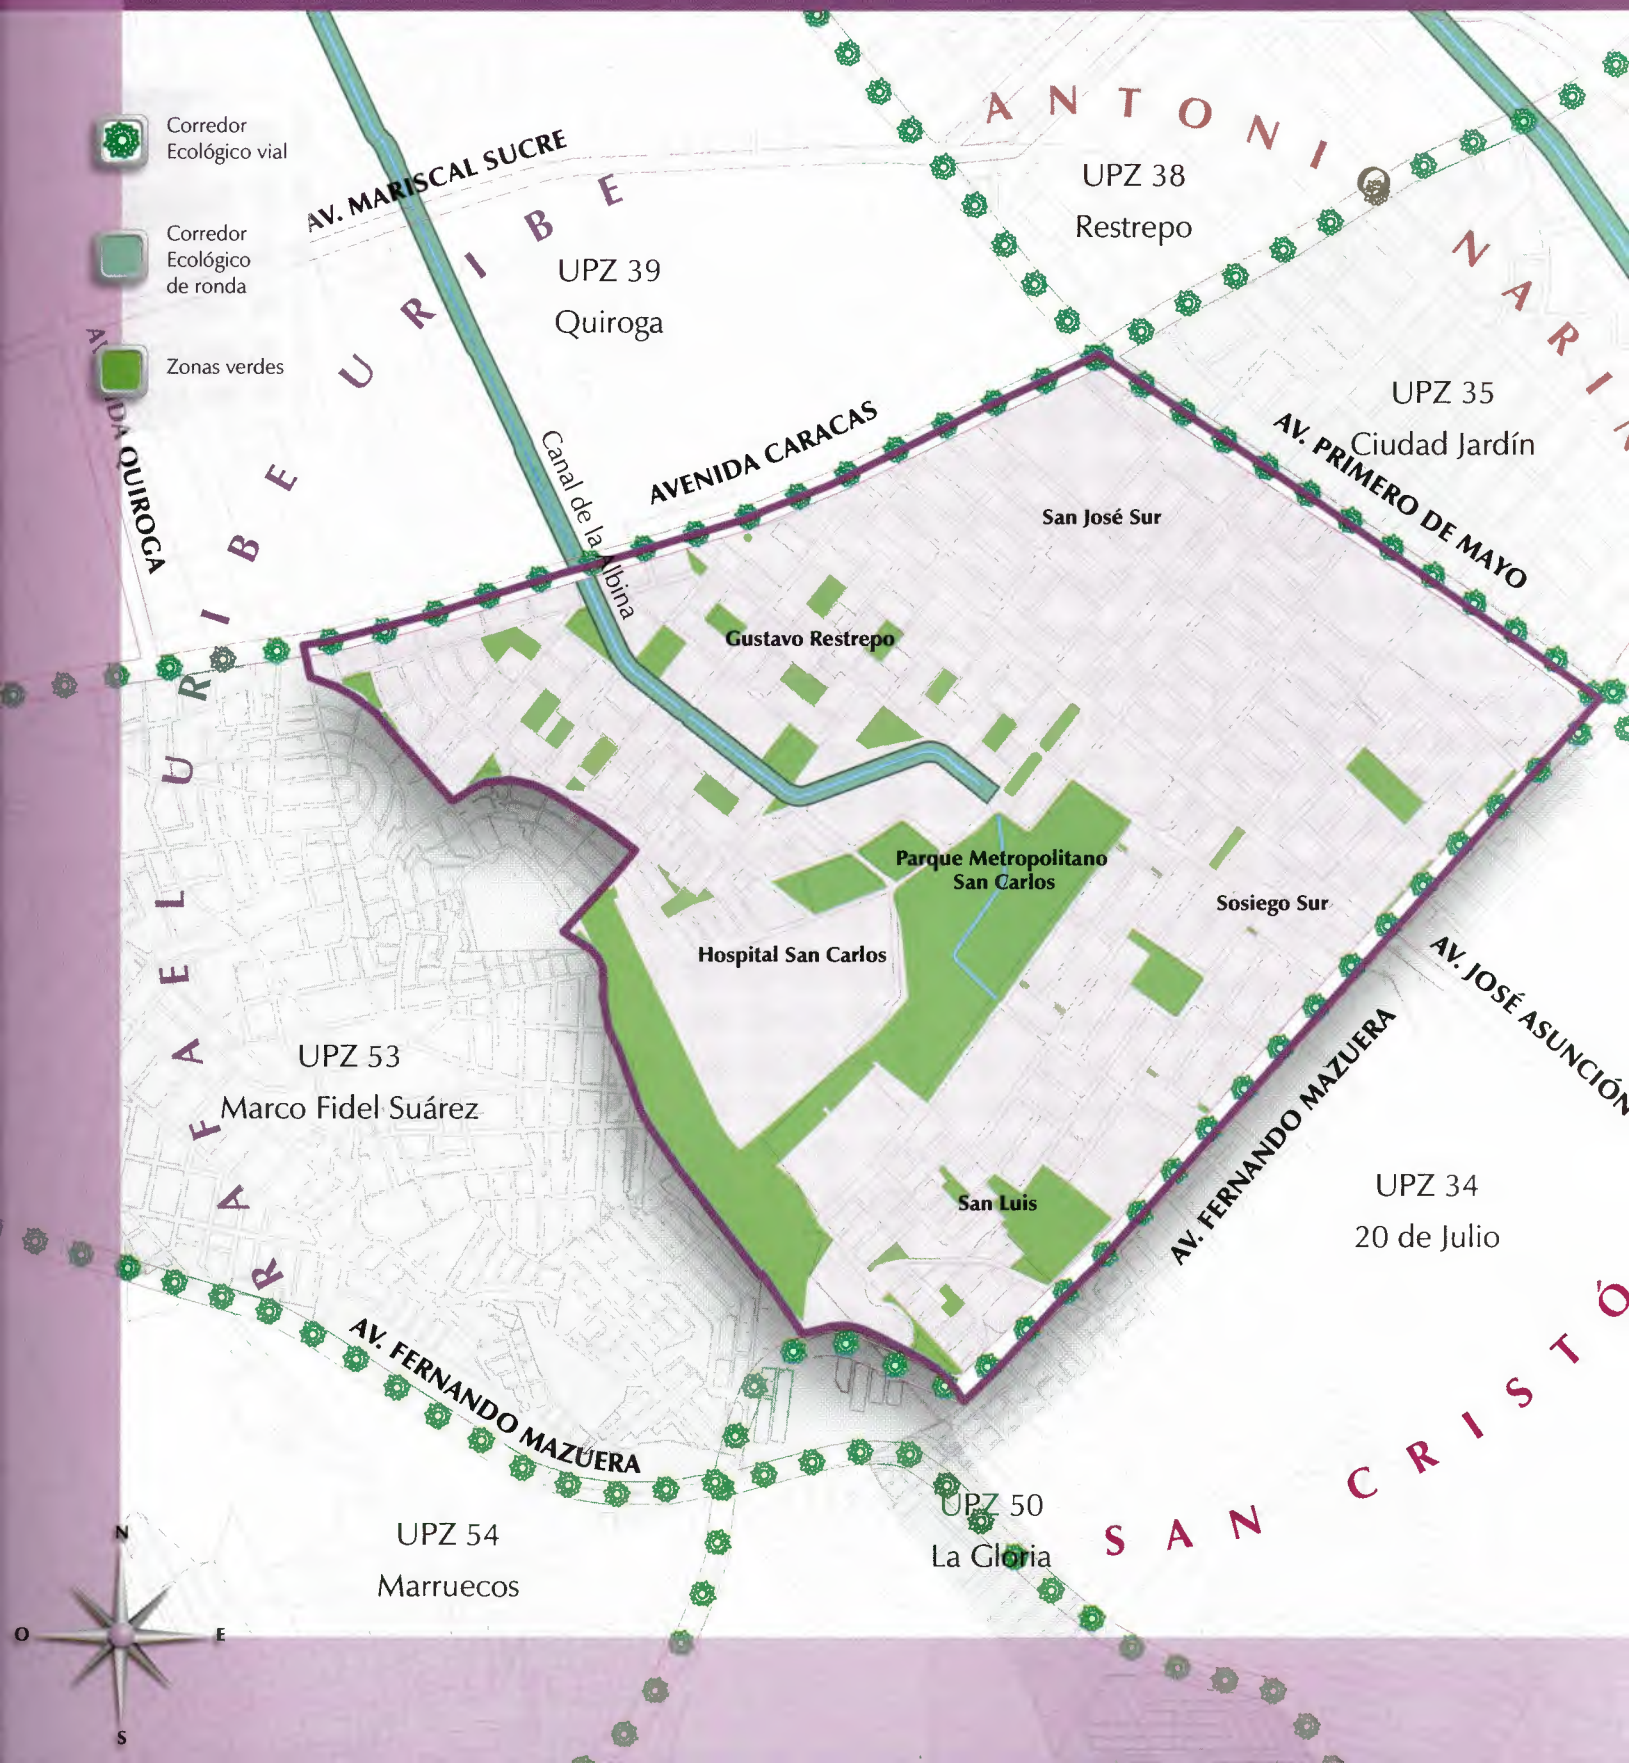 Corredor
Ecológico vial
Corredor
Ecológico
de ronda
Zonas verdes
AV. MARISCAL SUCRE
ANTONIO NARIÑ
UPZ 38
Restrepo
UPZ 39
Quiroga
UPZ 35
Ciudad Jardín
AVENIDA QUIROGA
Canal de la Albina
AVENIDA CARACAS
AV. PRIMERO DE MAYO
San José Sur
Gustavo Restrepo
RAFAEL URIBE URIBE
Parque Metropolitano
San Carlos
Sosiego Sur
Hospital San Carlos
AV. JOSÉ ASUNCIÓN
UPZ 53
Marco Fidel Suárez
AV. FERNANDO MAZUERA
San Luis
UPZ 34
20 de Julio
AV. FERNANDO MAZUERA
SAN CRISTÓ
UPZ 50
La Gloria
UPZ 54
Marruecos
N
O
E
S